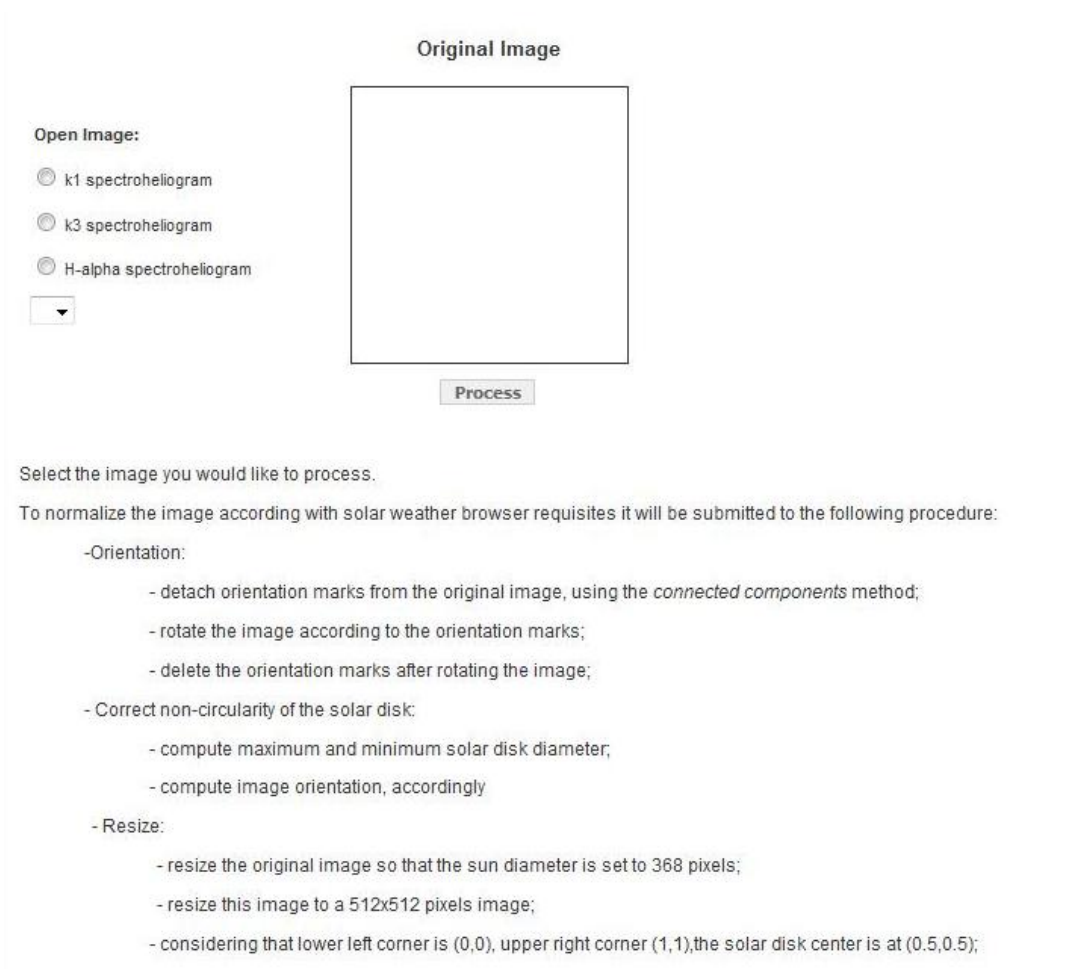 Original Image
Open Image:
k1 spectroheliogram
k3 spectroheliogram
H-alpha spectroheliogram
Process
Select the image you would like to process.
To normalize the image according with solar weather browser requisites it will be submitted to the following procedure:
-Orientation:
- detach orientation marks from the original image, using the connected components method;
- rotate the image according to the orientation marks;
- delete the orientation marks after rotating the image;
- Correct non-circularity of the solar disk:
- compute maximum and minimum solar disk diameter;
- compute image orientation, accordingly
- Resize:
- resize the original image so that the sun diameter is set to 368 pixels;
- resize this image to a 512x512 pixels image;
- considering that lower left corner is (0,0), upper right corner (1,1),the solar disk center is at (0.5,0.5);